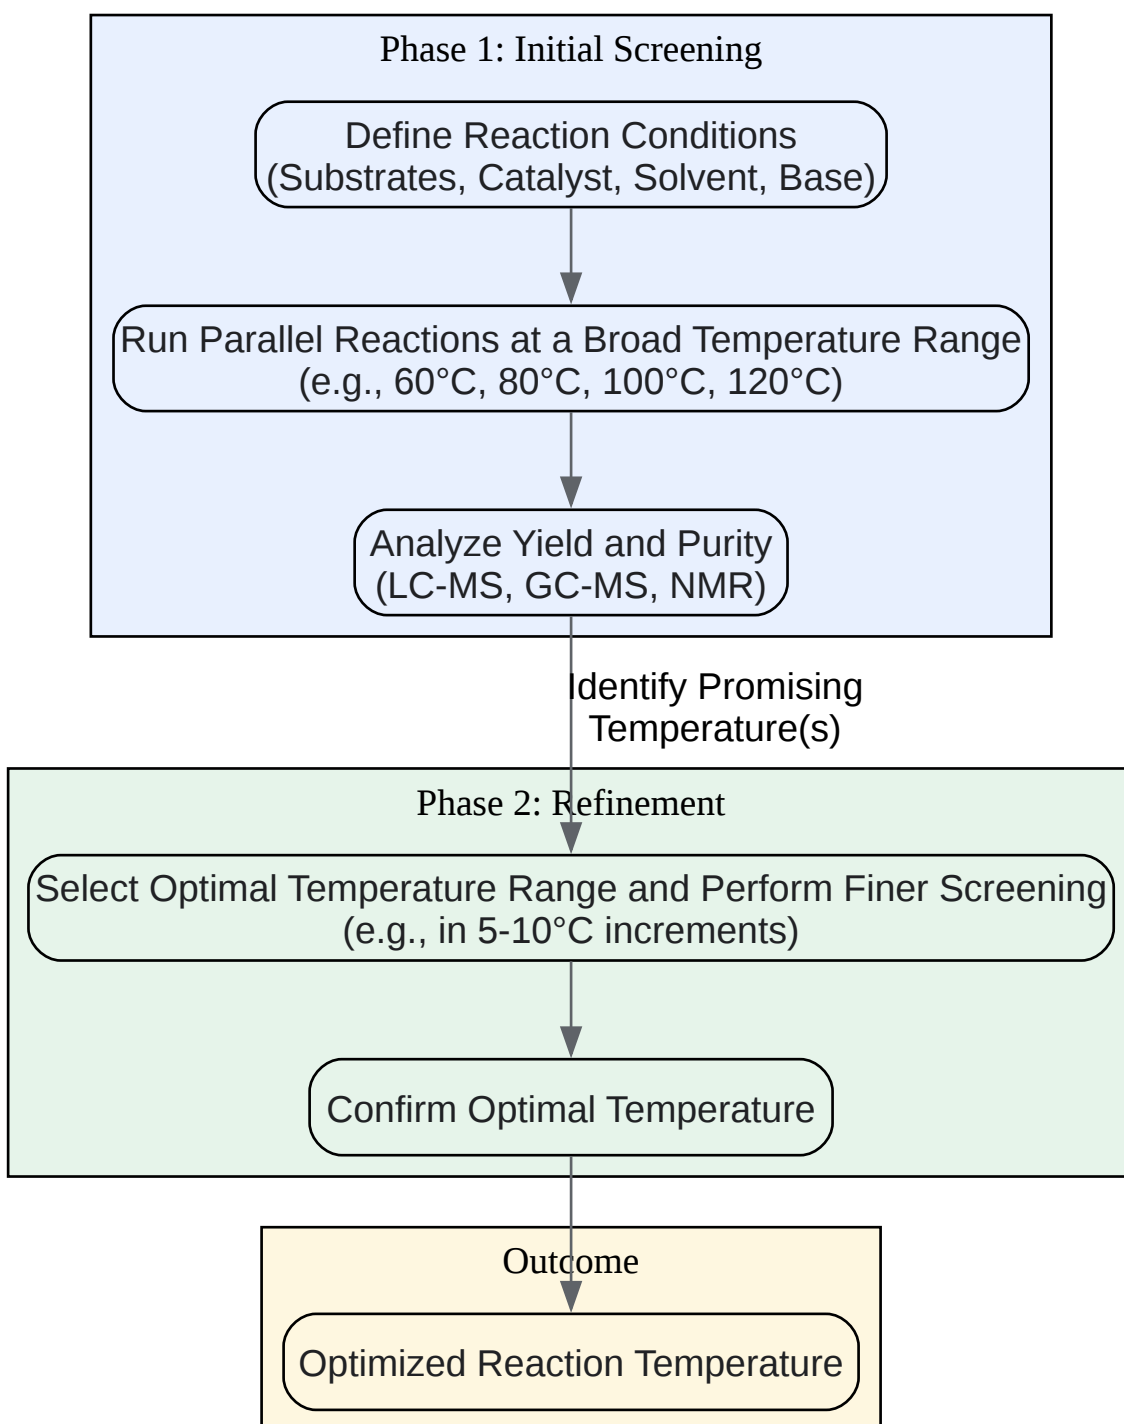 Phase 1: Initial Screening
Define Reaction Conditions
(Substrates, Catalyst, Solvent, Base)
Run Parallel Reactions at a Broad Temperature Range
(e.g., 60°C, 80°C, 100°C, 120°C)
Analyze Yield and Purity
(LC-MS, GC-MS, NMR)
Identify Promising
Temperature(s)
Phase 2: Refinement
Select Optimal Temperature Range and Perform Finer Screening
(e.g., in 5-10°C increments)
Confirm Optimal Temperature
Outcome
Optimized Reaction Temperature